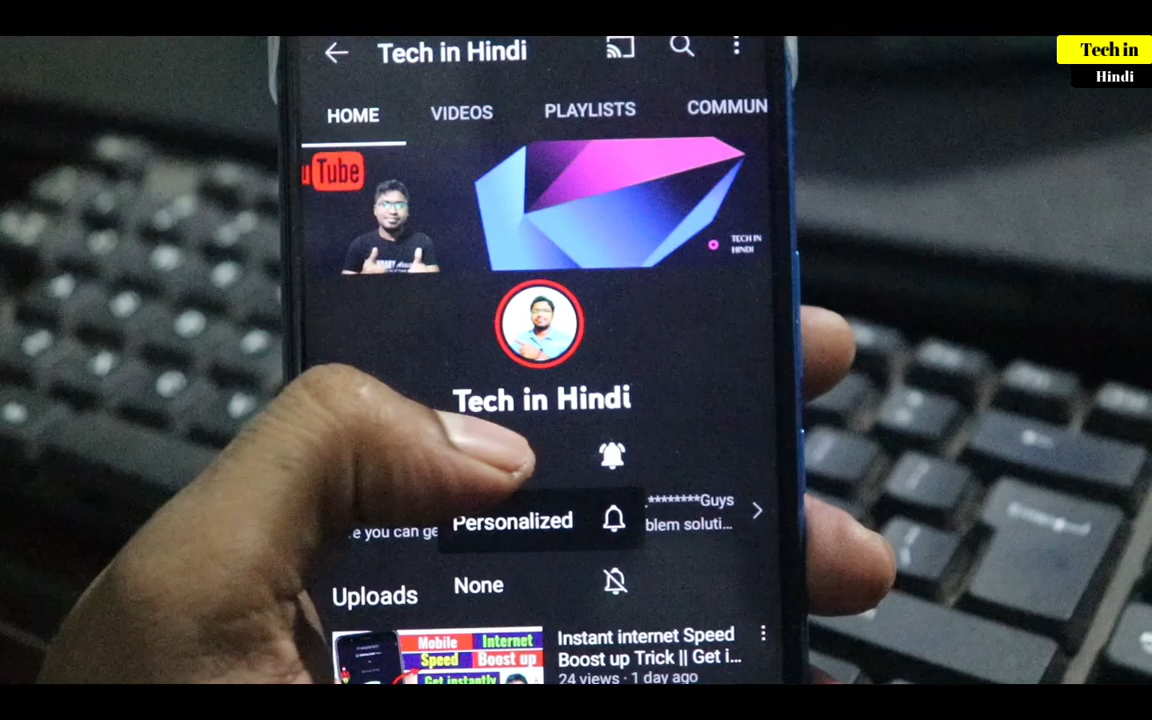 Tech in
Hindi
Tech in Hindi
HOME VIDEOS PLAYLISTS COMMUN
Tube
TECH IN
HINDI
Tech in Hindi
********Guys
e you can ge
blem soluti...
Personalized
None
Uploads
Mobile Internet
Speed Boost up
Get instantly
Instant internet Speed
Boost up Trick || Get i...
24 views · 1 day ago